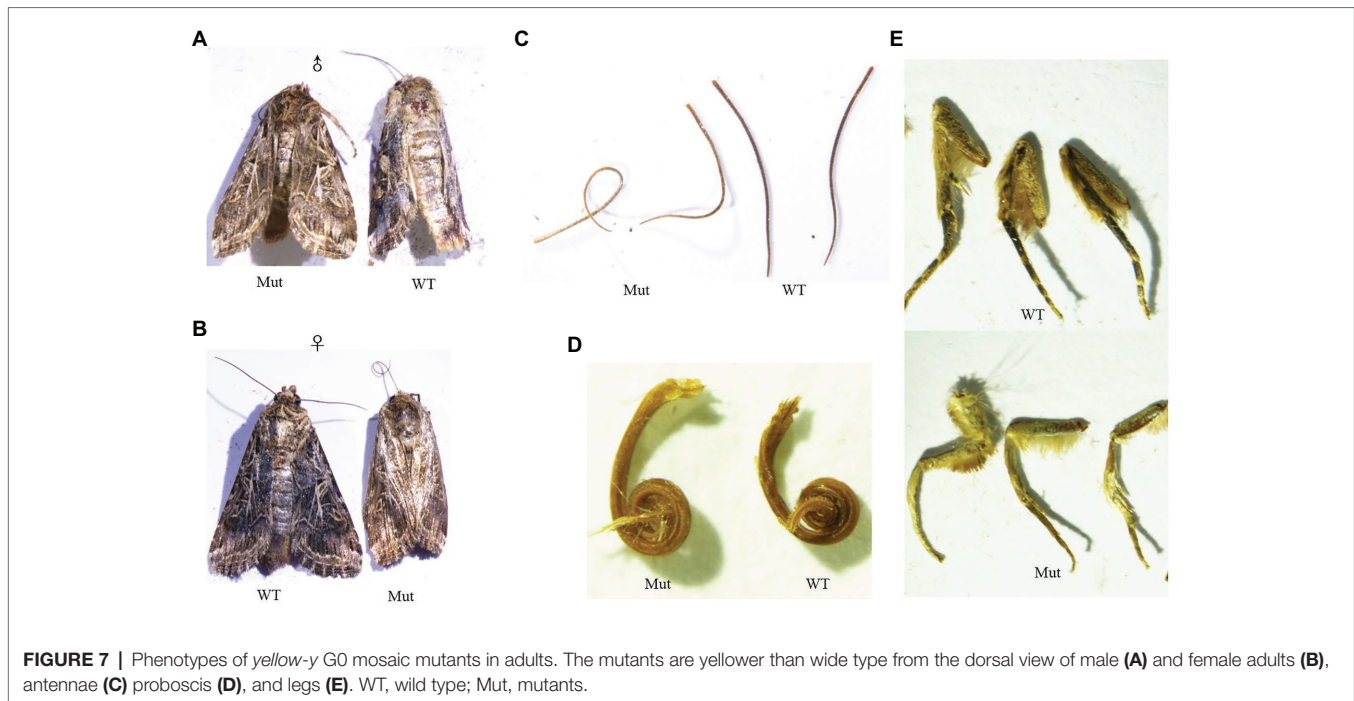 A
♂
Mut WT
B
♀
WT Mut
C
Mut WT
D
Mut WT
E
WT
Mut
FIGURE 7 | Phenotypes of yellow-y G0 mosaic mutants in adults. The mutants are yellower than wide type from the dorsal view of male (A) and female adults (B),
antennae (C) proboscis (D), and legs (E). WT, wild type; Mut, mutants.